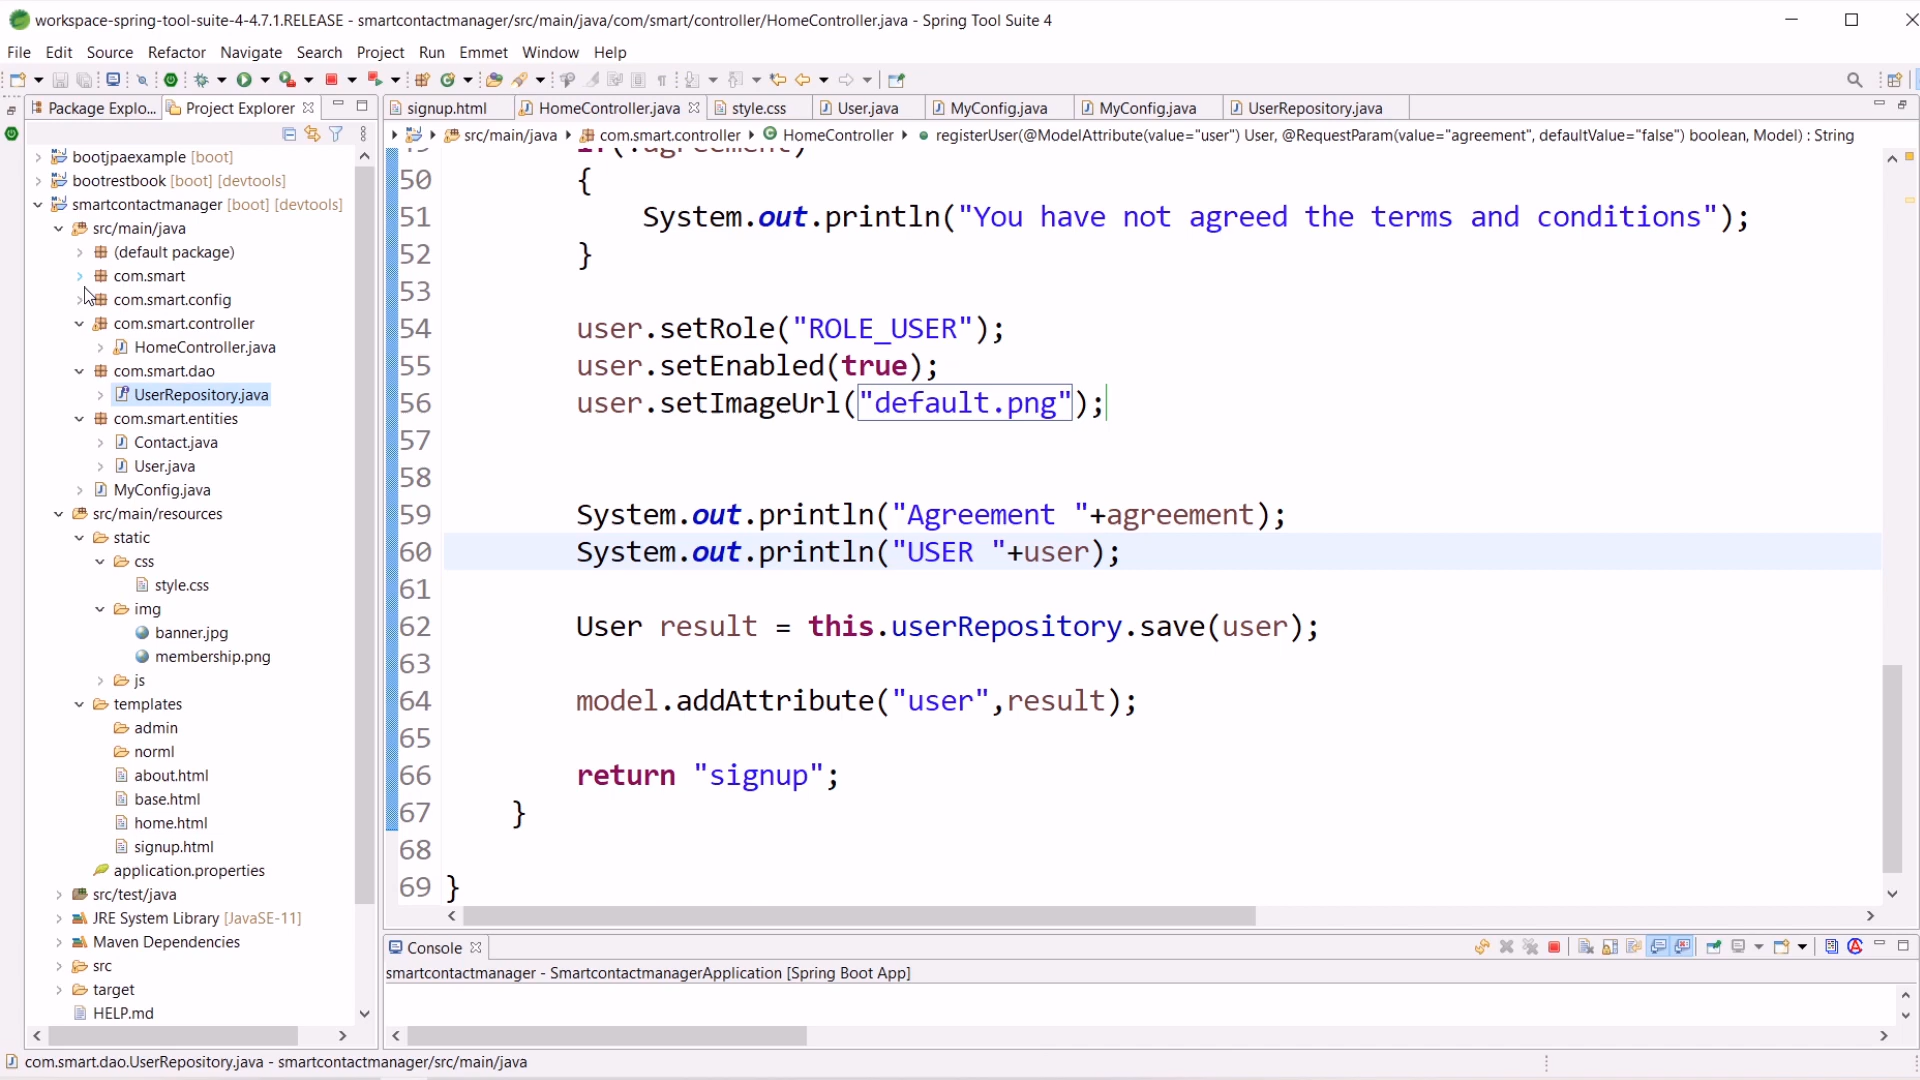 workspace-spring-tool-suite-4-4.7.1.RELEASE - smartcontactmanager/src/main/java/com/smart/controller/HomeController.java - Spring Tool Suite 4
File Edit Source Refactor Navigate Search Project Run Emmet Window Help
Package Explo... Project Explorer
signup.html HomeController.java style.css User.java MyConfig.java MyConfig.java UserRepository.java
src/main/java com.smart.controller HomeController registerUser(@ModelAttribute(value="user") User, @RequestParam(value="agreement", defaultValue="false") boolean, Model) : String
bootjpaexample [boot]
bootrestbook [boot] [devtools]
smartcontactmanager [boot] [devtools]
src/main/java
(default package)
com.smart
com.smart.config
com.smart.controller
HomeController.java
com.smart.dao
UserRepository.java
com.smart.entities
Contact.java
User.java
MyConfig.java
src/main/resources
static
css
style.css
img
banner.jpg
membership.png
js
templates
admin
norml
about.html
base.html
home.html
signup.html
application.properties
src/test/java
JRE System Library [JavaSE-11]
Maven Dependencies
src
target
HELP.md
49 if(!agreement)
50 {
51 System.out.println("You have not agreed the terms and conditions");
52 }
53
54 user.setRole("ROLE_USER");
55 user.setEnabled(true);
56 user.setImageUrl("default.png");
57
58
59 System.out.println("Agreement "+agreement);
60 System.out.println("USER "+user);
61
62 User result = this.userRepository.save(user);
63
64 model.addAttribute("user",result);
65
66 return "signup";
67 }
68
69 }
Console
smartcontactmanager - SmartcontactmanagerApplication [Spring Boot App]
com.smart.dao.UserRepository.java - smartcontactmanager/src/main/java